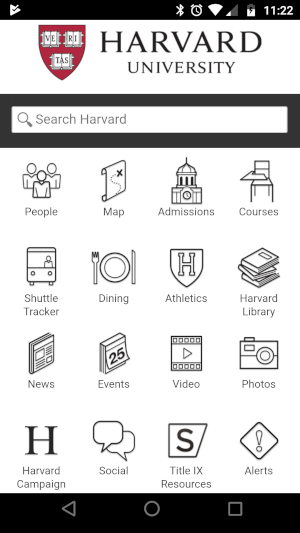 11:22
VE RI
TAS
HARVARD
UNIVERSITY
Search Harvard
People Map Admissions Courses
Shuttle Tracker Dining Athletics Harvard Library
H
25
News Events Video Photos
H S
Harvard Campaign Social Title IX Resources Alerts